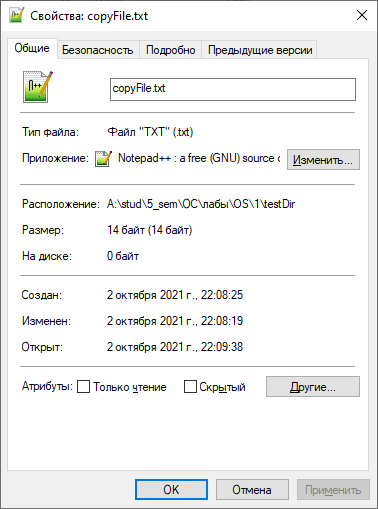 Свойства: copyFile.txt
Общие Безопасность Подробно Предыдущие версии
copyFile.txt
Тип файла: Файл "TXT" (.txt)
Приложение: Notepad++ : a free (GNU) source c Изменить...
Расположение: A:\stud\5_sem\ОС\лабы\OS\1\testDir
Размер: 14 байт (14 байт)
На диске: 0 байт
Создан: 2 октября 2021 г., 22:08:25
Изменен: 2 октября 2021 г., 22:08:19
Открыт: 2 октября 2021 г., 22:09:38
Атрибуты: Только чтение Скрытый Другие...
OK Отмена Применить